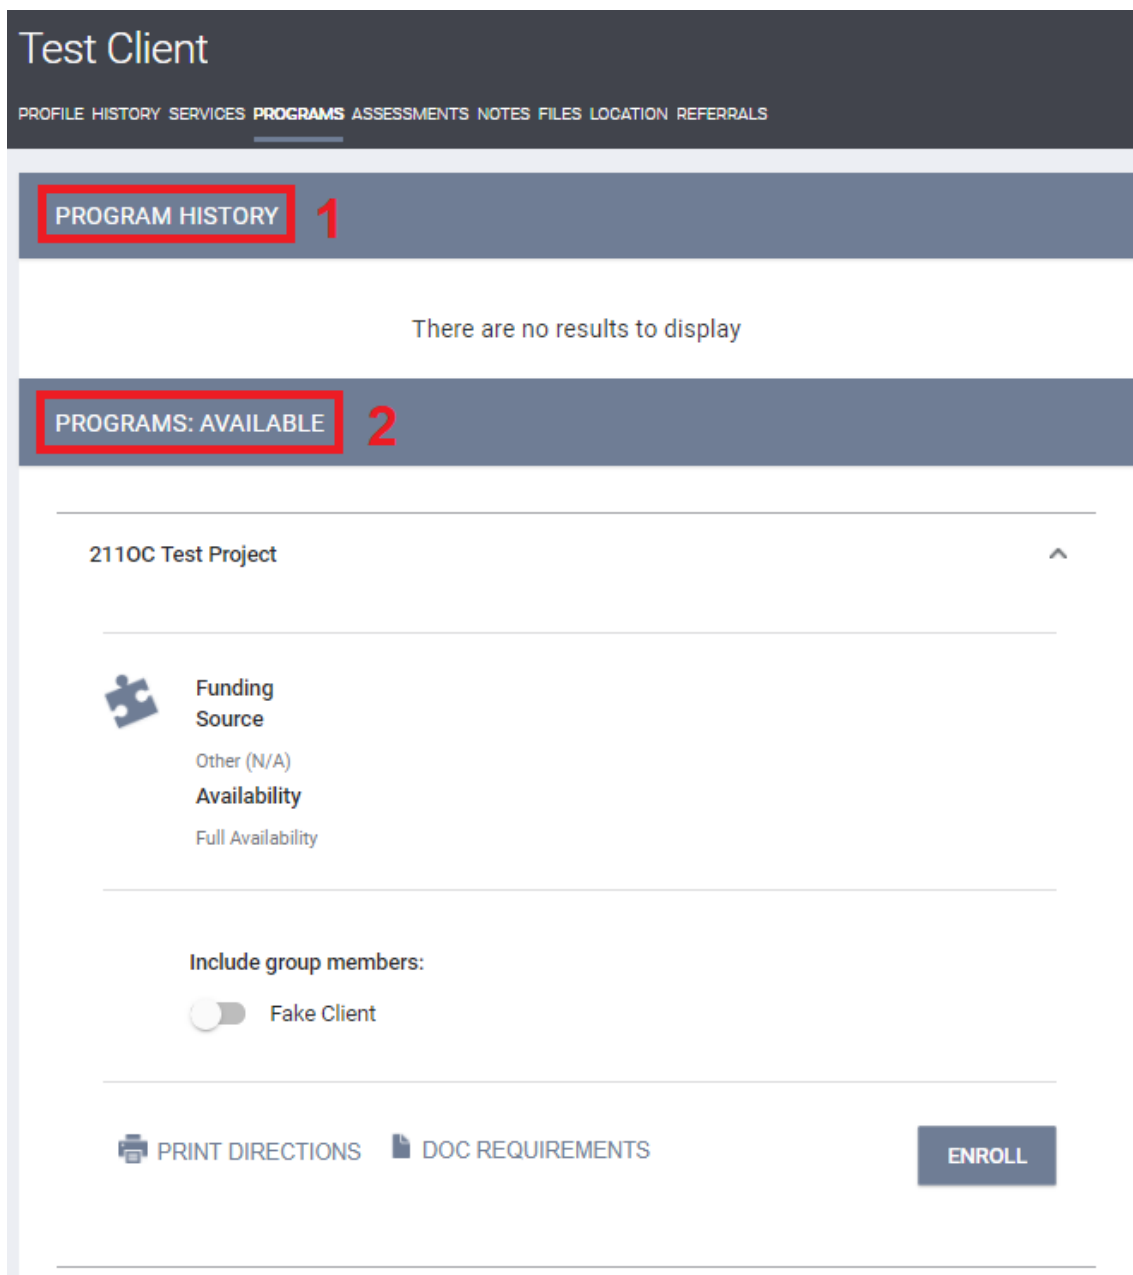 Test Client
PROFILE HISTORY SERVICES PROGRAMS ASSESSMENTS NOTES FILES LOCATION REFERRALS
PROGRAM HISTORY 1
There are no results to display
PROGRAMS: AVAILABLE 2
211OC Test Project
Funding
Source
Other (N/A)
Availability
Full Availability
Include group members:
Fake Client
PRINT DIRECTIONS DOC REQUIREMENTS ENROLL